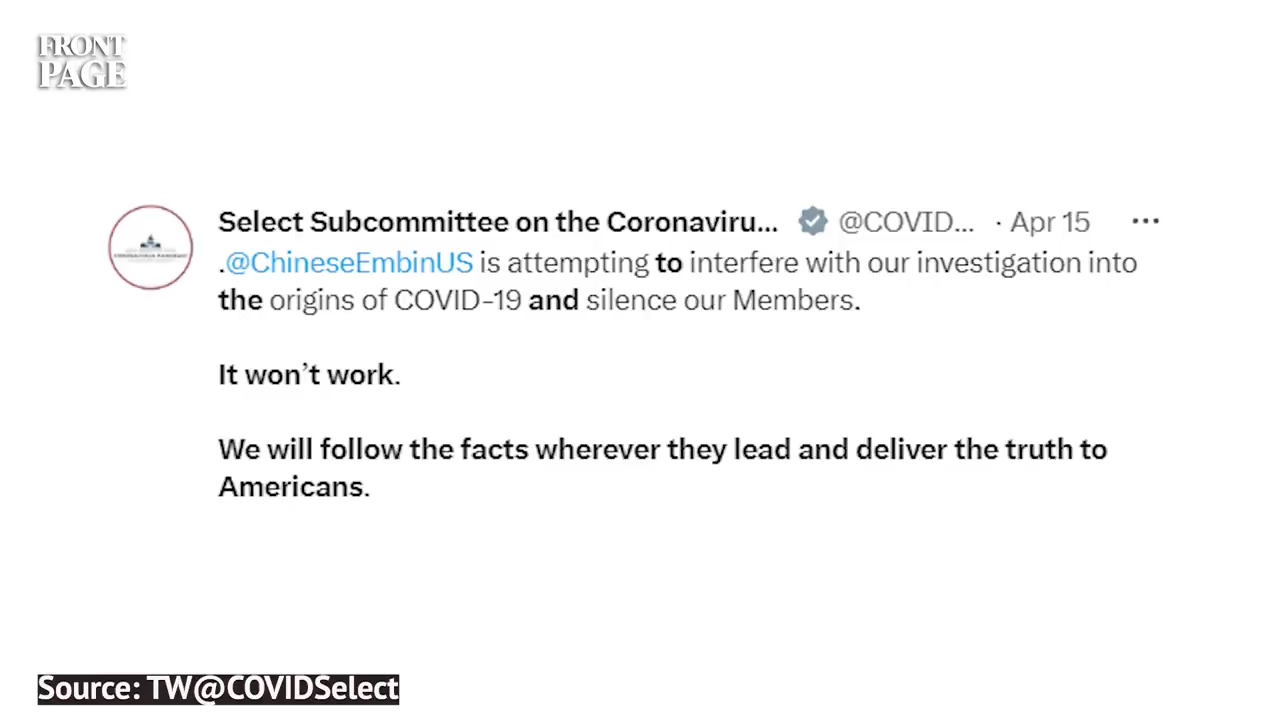 FRONT
PAGE
Select Subcommittee on the Coronaviru... @COVID... · Apr 15 ...
.@ChineseEmbinUS is attempting to interfere with our investigation into
the origins of COVID-19 and silence our Members.
It won't work.
We will follow the facts wherever they lead and deliver the truth to
Americans.
Source: TW@COVIDSelect